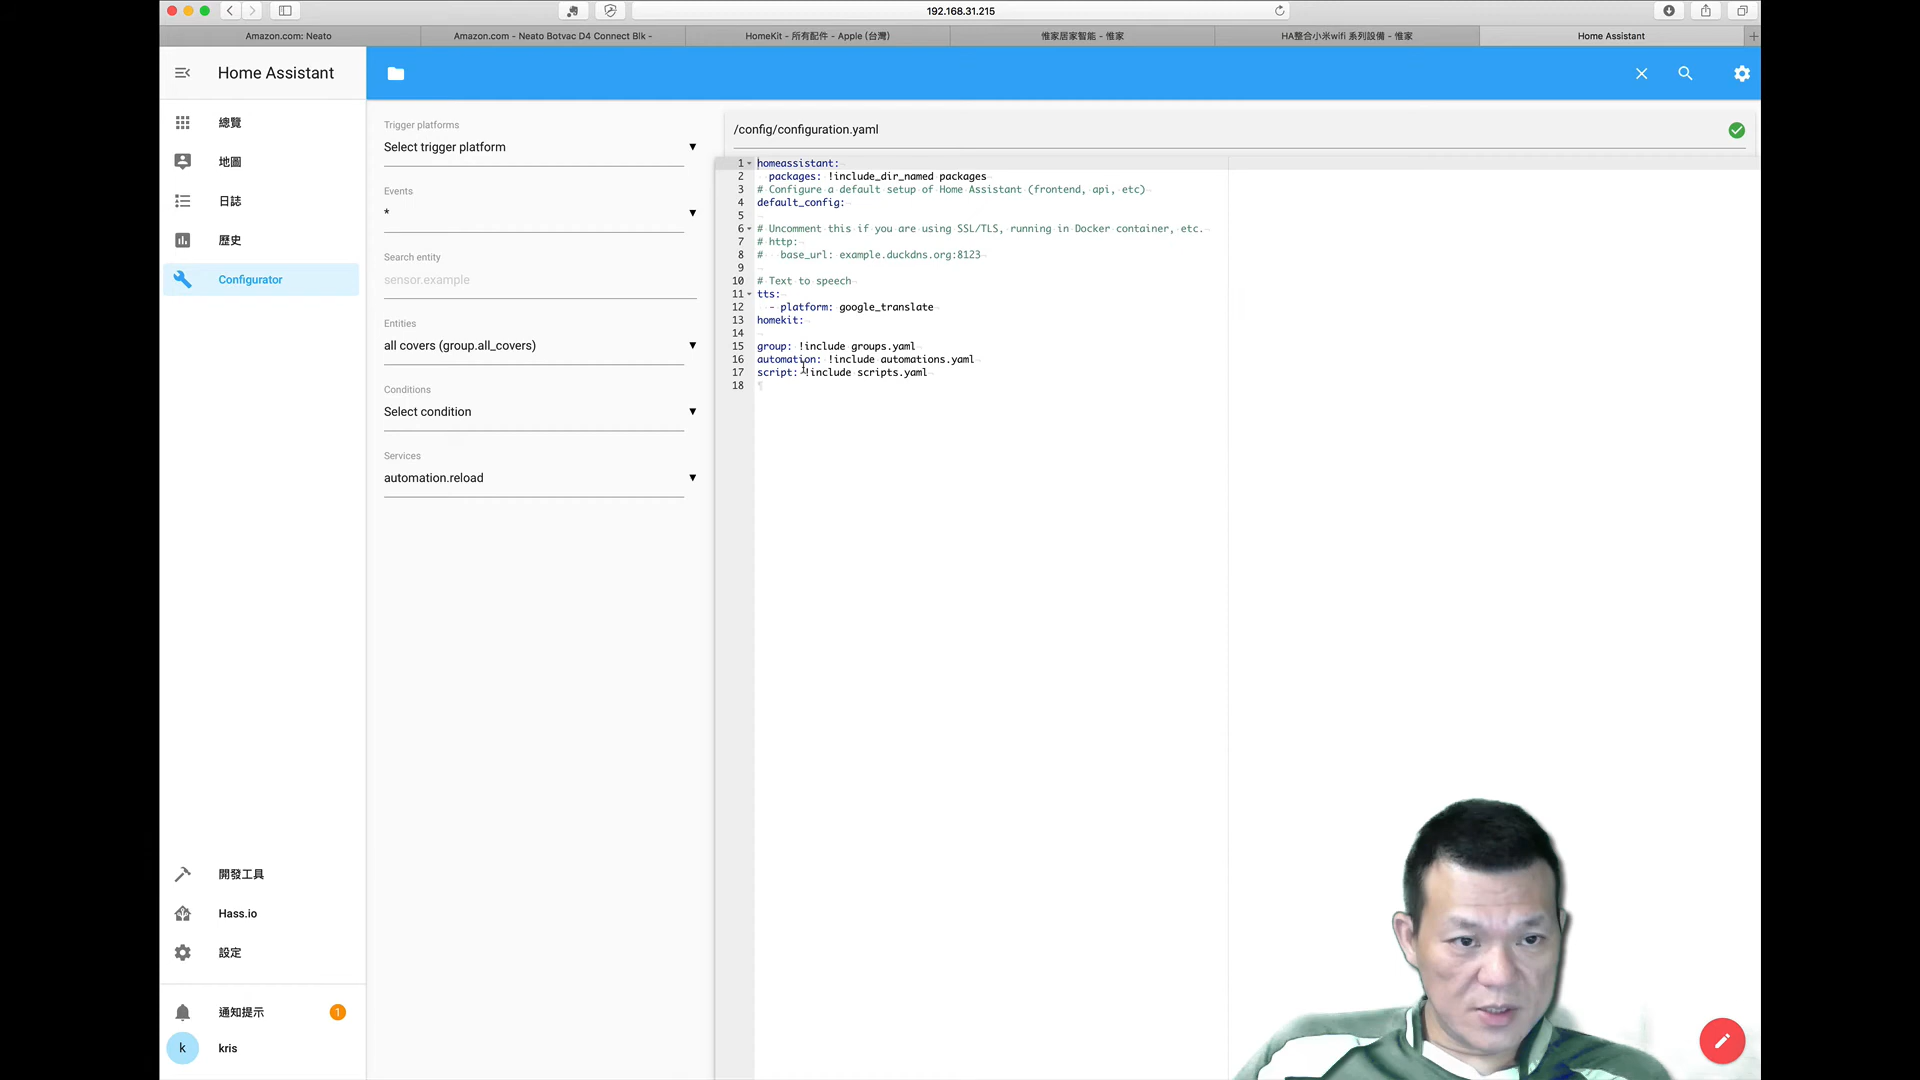 192.168.31.215
Amazon.com: Neato
Amazon.com - Neato Botvac D4 Connect Blk -
HomeKit - 所有配件 - Apple (台灣)
惟家居家智能 - 惟家
HA整合小米wifi 系列設備 - 惟家
Home Assistant
Home Assistant
總覽
地圖
日誌
歷史
Configurator
開發工具
Hass.io
設定
通知提示
1
k
kris
Trigger platforms
Select trigger platform
Events
*
Search entity
sensor.example
Entities
all covers (group.all_covers)
Conditions
Select condition
Services
automation.reload
/config/configuration.yaml
1 homeassistant:
2   packages: !include_dir_named packages
3 # Configure a default setup of Home Assistant (frontend, api, etc)
4 default_config:
5
6 # Uncomment this if you are using SSL/TLS, running in Docker container, etc.
7 # http:
8 #   base_url: example.duckdns.org:8123
9
10 # Text to speech
11 tts:
12   - platform: google_translate
13 homekit:
14
15 group: !include groups.yaml
16 automation: !include automations.yaml
17 script: !include scripts.yaml
18